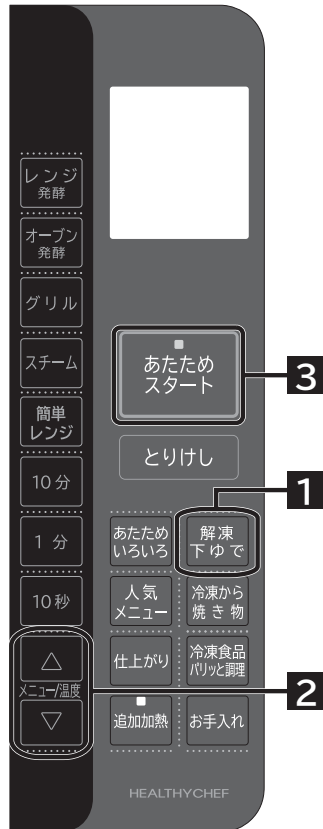 レンジ
発酵
オーブン
発酵
グリル
スチーム
簡単
レンジ
10分
1分
10秒
△
メニュー/温度
▽
あたため
スタート
3
とりけし
1
あたため
いろいろ
解凍
下ゆで
人気
メニュー
冷凍から
焼き物
仕上がり
冷凍食品
パリッと調理
2
追加加熱
お手入れ
HEALTHYCHEF